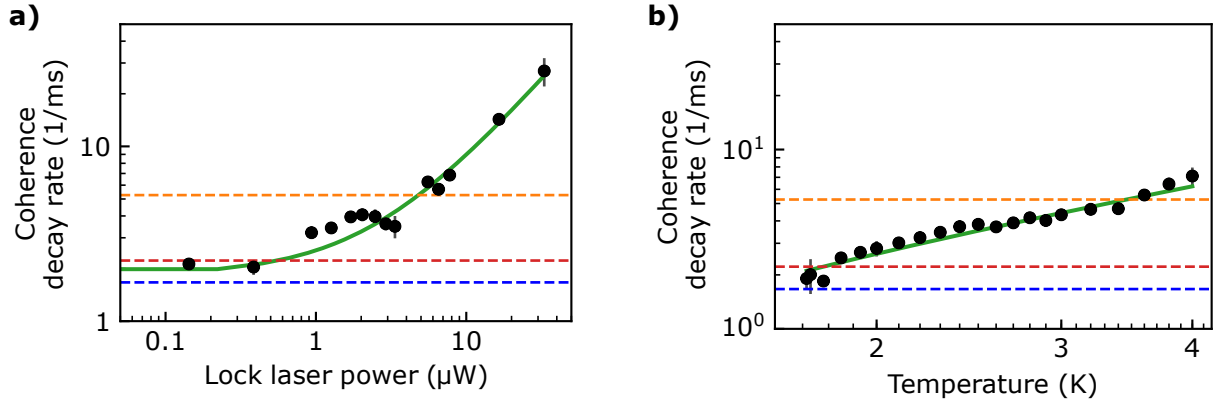 a)
Coherence
decay rate (1/ms)
10
1
0.1
1
10
Lock laser power (µW)
b)
Coherence
decay rate (1/ms)
10¹
10⁰
2
3
4
Temperature (K)